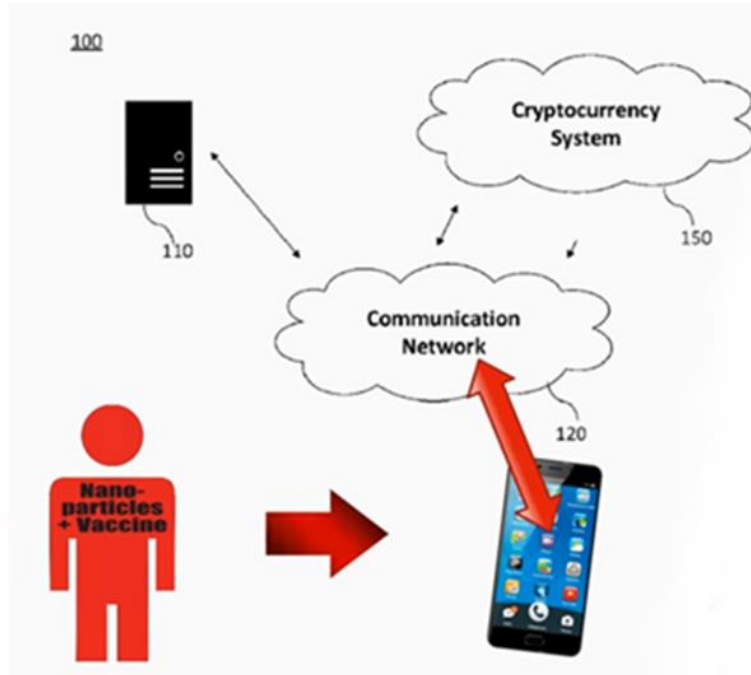 100
Cryptocurrency
System
110
150
Communication
Network
120
Nano-
particles
+ Vaccine